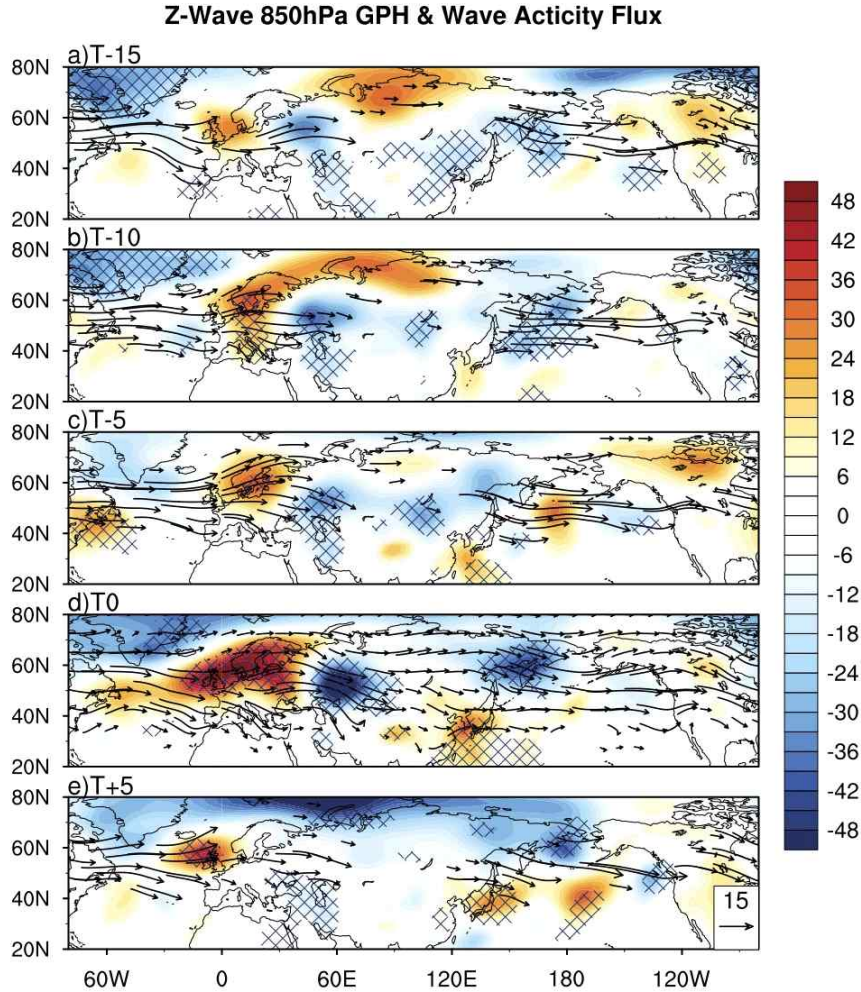 Z-Wave 850hPa GPH & Wave Acticity Flux
a)T-15
80N
60N
40N
20N
b)T-10
80N
60N
40N
20N
c)T-5
80N
60N
40N
20N
d)T0
80N
60N
40N
20N
e)T+5
80N
60N
40N
20N
15
60W 0 60E 120E 180 120W
48
42
36
30
24
18
12
6
0
-6
-12
-18
-24
-30
-36
-42
-48